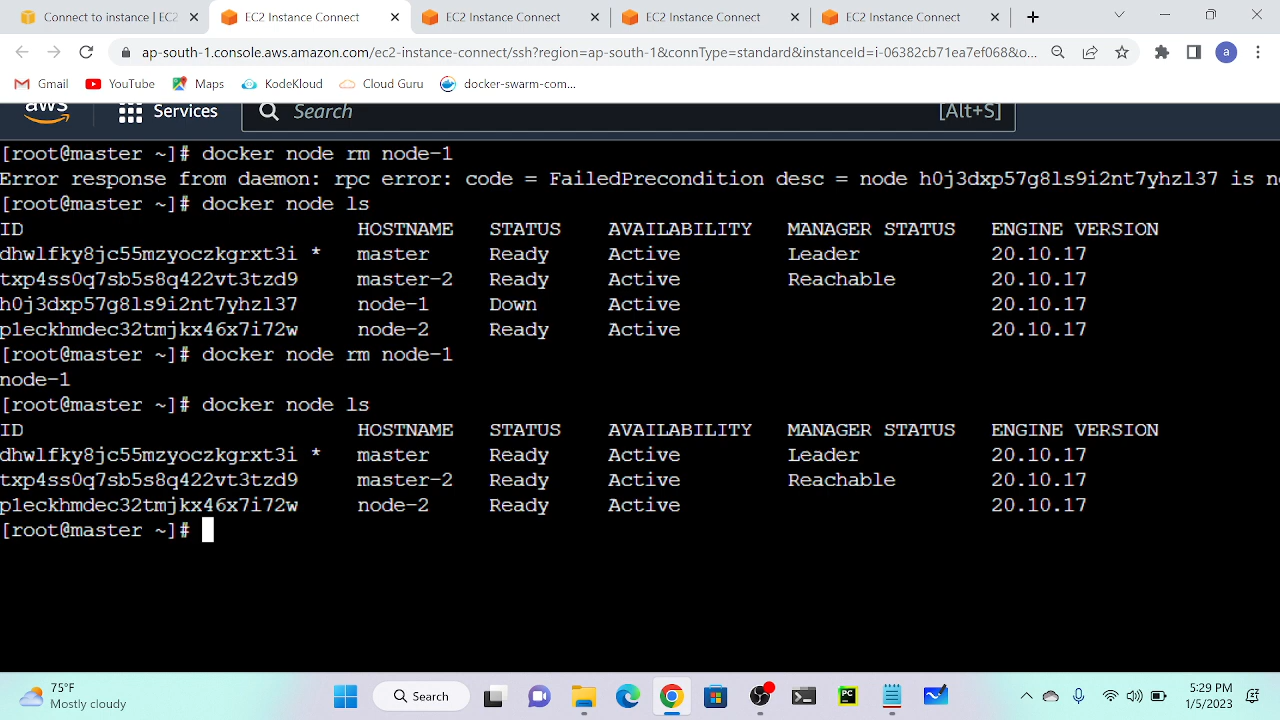 Connect to instance | EC2
EC2 Instance Connect
EC2 Instance Connect
EC2 Instance Connect
EC2 Instance Connect
ap-south-1.console.aws.amazon.com/ec2-instance-connect/ssh?region=ap-south-1&connType=standard&instanceId=i-06382cb71ea7ef068&o...
a
Gmail
YouTube
Maps
KodeKloud
Cloud Guru
docker-swarm-com...
aws
Services
Search
[Alt+S]
[root@master ~]# docker node rm node-1
Error response from daemon: rpc error: code = FailedPrecondition desc = node h0j3dxp57g8ls9i2nt7yhzl37 is
[root@master ~]# docker node ls
ID HOSTNAME STATUS AVAILABILITY MANAGER STATUS ENGINE VERSION
dhwlfky8jc55mzyoczkgrxt3i * master Ready Active Leader 20.10.17
txp4ss0q7sb5s8q422vt3tzd9 master-2 Ready Active Reachable 20.10.17
h0j3dxp57g8ls9i2nt7yhzl37 node-1 Down Active 20.10.17
p1eckhmdec32tmjkx46x7i72w node-2 Ready Active 20.10.17
[root@master ~]# docker node rm node-1
node-1
[root@master ~]# docker node ls
ID HOSTNAME STATUS AVAILABILITY MANAGER STATUS ENGINE VERSION
dhwlfky8jc55mzyoczkgrxt3i * master Ready Active Leader 20.10.17
txp4ss0q7sb5s8q422vt3tzd9 master-2 Ready Active Reachable 20.10.17
p1eckhmdec32tmjkx46x7i72w node-2 Ready Active 20.10.17
[root@master ~]#
75°F
Mostly cloudy
Search
PC
5:29 PM
1/5/2023